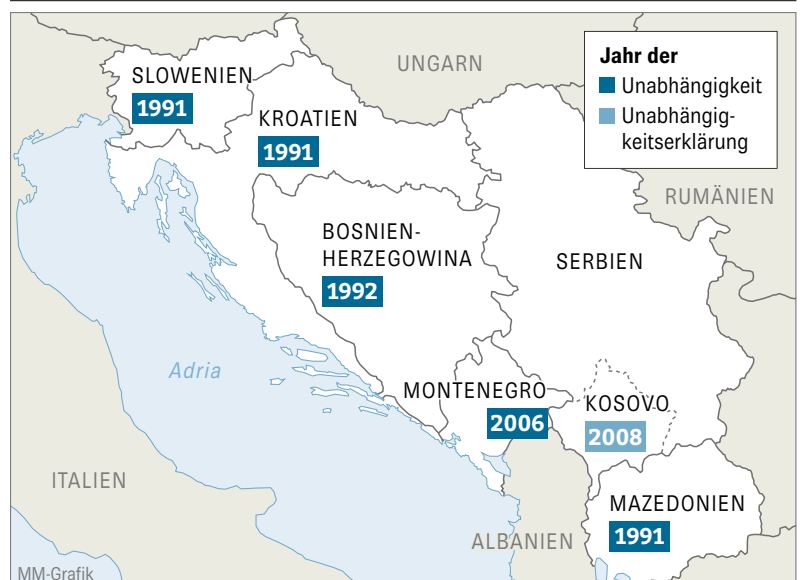 UNGARN
Jahr der
Unabhängigkeit
Unabhängig-
keitserklärung
SLOWENIEN
1991
KROATIEN
1991
RUMÄNIEN
BOSNIEN-
HERZEGOWINA
1992
SERBIEN
Adria
MONTENEGRO
2006
KOSOVO
2008
ITALIEN
MAZEDONIEN
1991
ALBANIEN
MM-Grafik